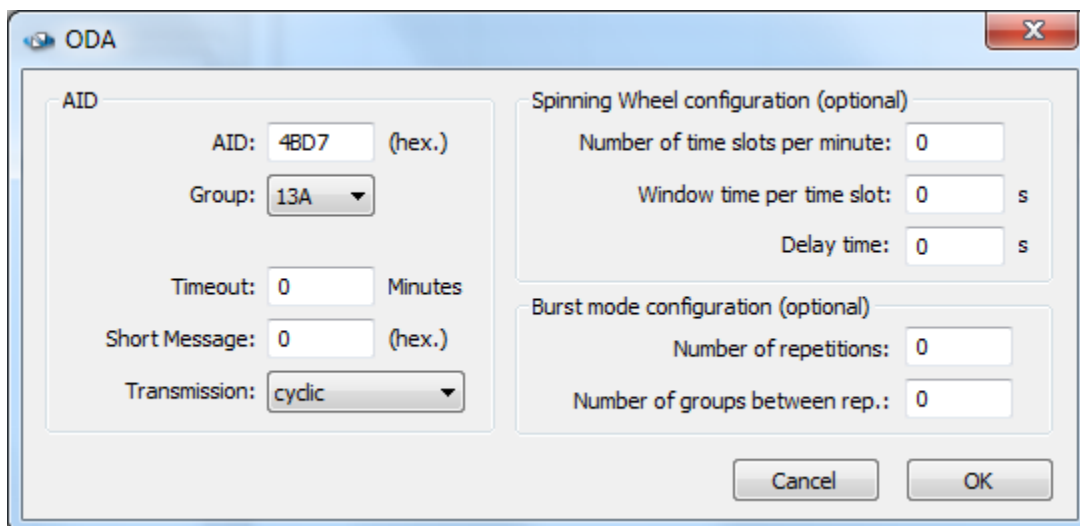 ODA
AID
AID: 4BD7 (hex.)
Group: 13A
Timeout: 0 Minutes
Short Message: 0 (hex.)
Transmission: cyclic
Spinning Wheel configuration (optional)
Number of time slots per minute: 0
Window time per time slot: 0 s
Delay time: 0 s
Burst mode configuration (optional)
Number of repetitions: 0
Number of groups between rep.: 0
Cancel OK